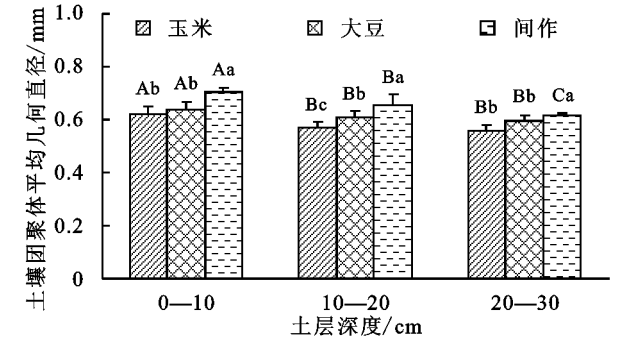 土壤团聚体平均几何直径/mm
1.0
0.8
0.6
0.4
0.2
0
玉米 大豆 间作
Ab Ab Aa
Bc Bb Ba
Bb Bb Ca
0—10 10—20 20—30
土层深度/cm